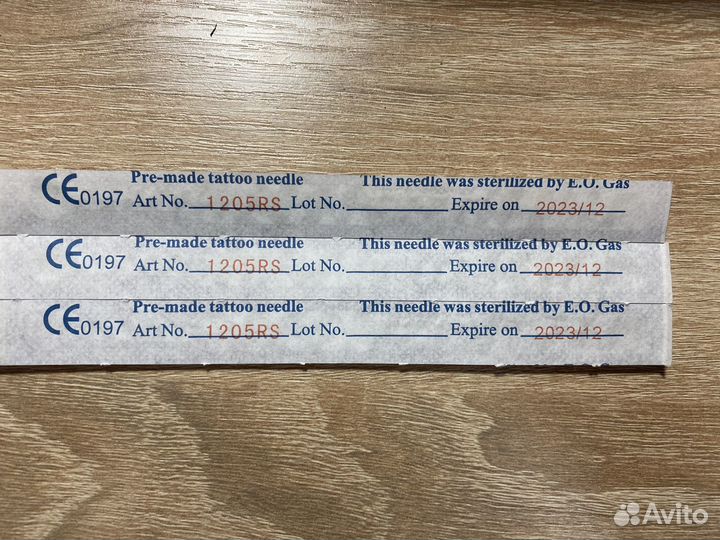 Pre-made tattoo needle This needle was sterilized by E.O. Gas
CE0197 Art No. 1205RS Lot No. Expire on 2023/12
Pre-made tattoo needle This needle was sterilized by E.O. Gas
CE0197 Art No. 1205RS Lot No. Expire on 2023/12
Pre-made tattoo needle This needle was sterilized by E.O. Gas
CE0197 Art No. 1205RS Lot No. Expire on 2023/12
Avito